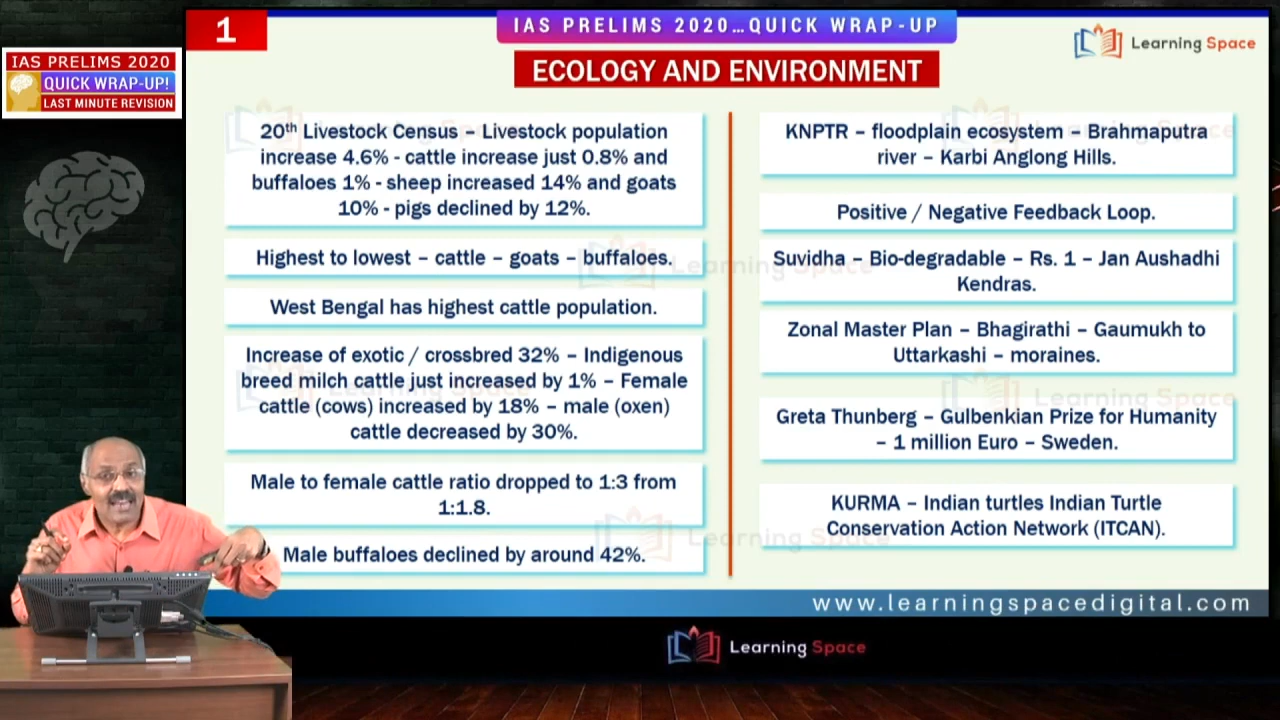 1
IAS PRELIMS 2020...QUICK WRAP-UP
Learning Space
IAS PRELIMS 2020
QUICK WRAP-UP!
LAST MINUTE REVISION
ECOLOGY AND ENVIRONMENT
20th Livestock Census – Livestock population
increase 4.6% - cattle increase just 0.8% and
buffaloes 1% - sheep increased 14% and goats
10% - pigs declined by 12%.
Highest to lowest – cattle – goats – buffaloes.
West Bengal has highest cattle population.
Increase of exotic / crossbred 32% – Indigenous
breed milch cattle just increased by 1% – Female
cattle (cows) increased by 18% – male (oxen)
cattle decreased by 30%.
Male to female cattle ratio dropped to 1:3 from
1:1.8.
Male buffaloes declined by around 42%.
KNPTR – floodplain ecosystem – Brahmaputra
river – Karbi Anglong Hills.
Positive / Negative Feedback Loop.
Suvidha – Bio-degradable – Rs. 1 – Jan Aushadhi
Kendras.
Zonal Master Plan – Bhagirathi – Gaumukh to
Uttarkashi – moraines.
Greta Thunberg – Gulbenkian Prize for Humanity
– 1 million Euro – Sweden.
KURMA – Indian turtles Indian Turtle
Conservation Action Network (ITCAN).
www.learningspacedigital.com
Learning Space